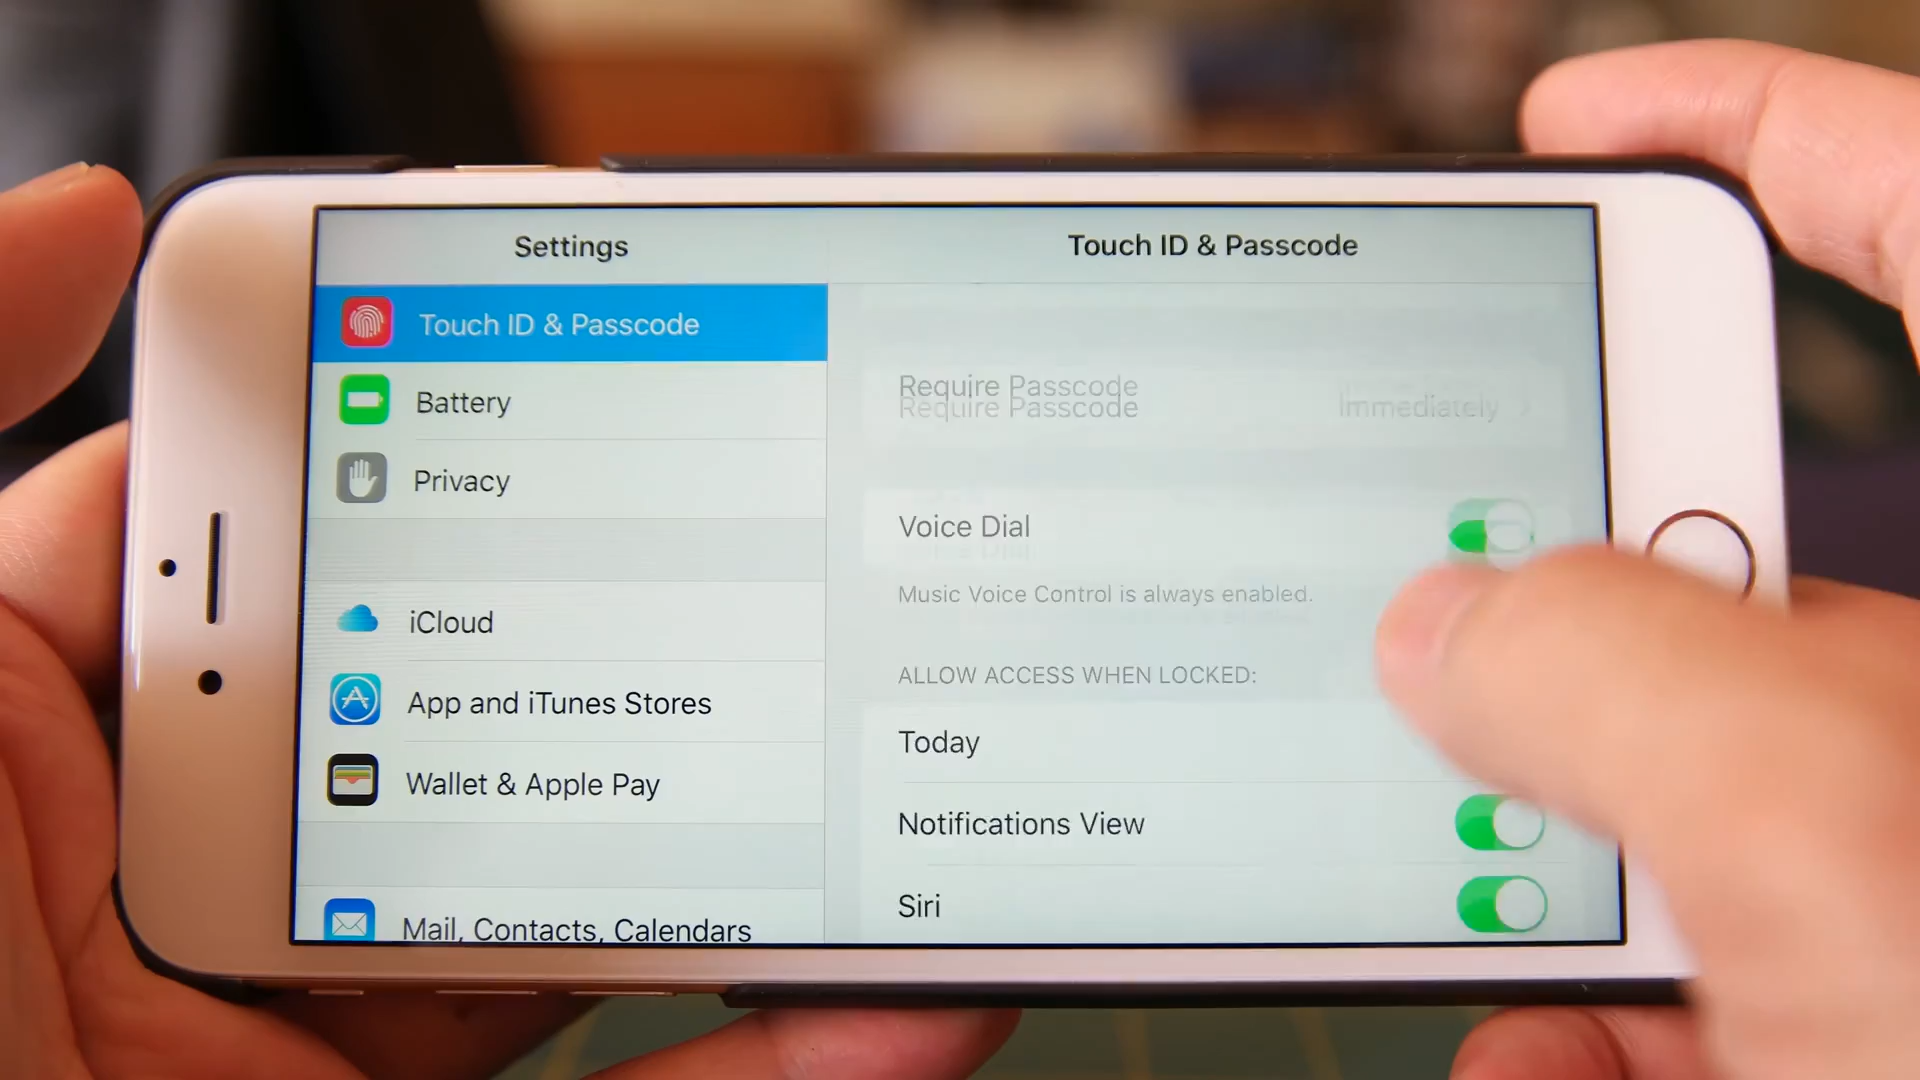 Settings
Touch ID & Passcode
Battery
Privacy
iCloud
App and iTunes Stores
Wallet & Apple Pay
Mail, Contacts, Calendars
Touch ID & Passcode
Require Passcode
Require Passcode Immediately
Voice Dial
Music Voice Control is always enabled.
ALLOW ACCESS WHEN LOCKED:
Today
Notifications View
Siri